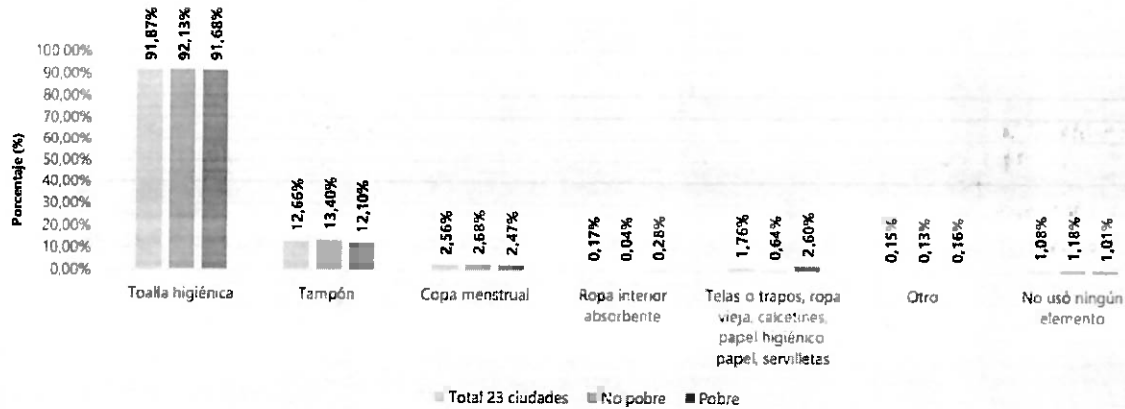 Porcentaje (%)
100,00%
90,00%
80,00%
70,00%
60,00%
50,00%
40,00%
30,00%
20,00%
10,00%
0,00%
91,87%
92,13%
91,68%
Toalla higiénica
12,66%
13,40%
12,10%
Tampón
2,56%
2,68%
2,47%
Copa menstrual
0,17%
0,04%
0,28%
Ropa interior
absorbente
1,76%
0,64%
2,60%
Telas o trapos, ropa
vieja, calcetines,
papel higiénico
papel, servilletas
0,15%
0,13%
0,16%
Otro
1,08%
1,18%
1,01%
No usó ningún
elemento
Total 23 ciudades
No pobre
Pobre